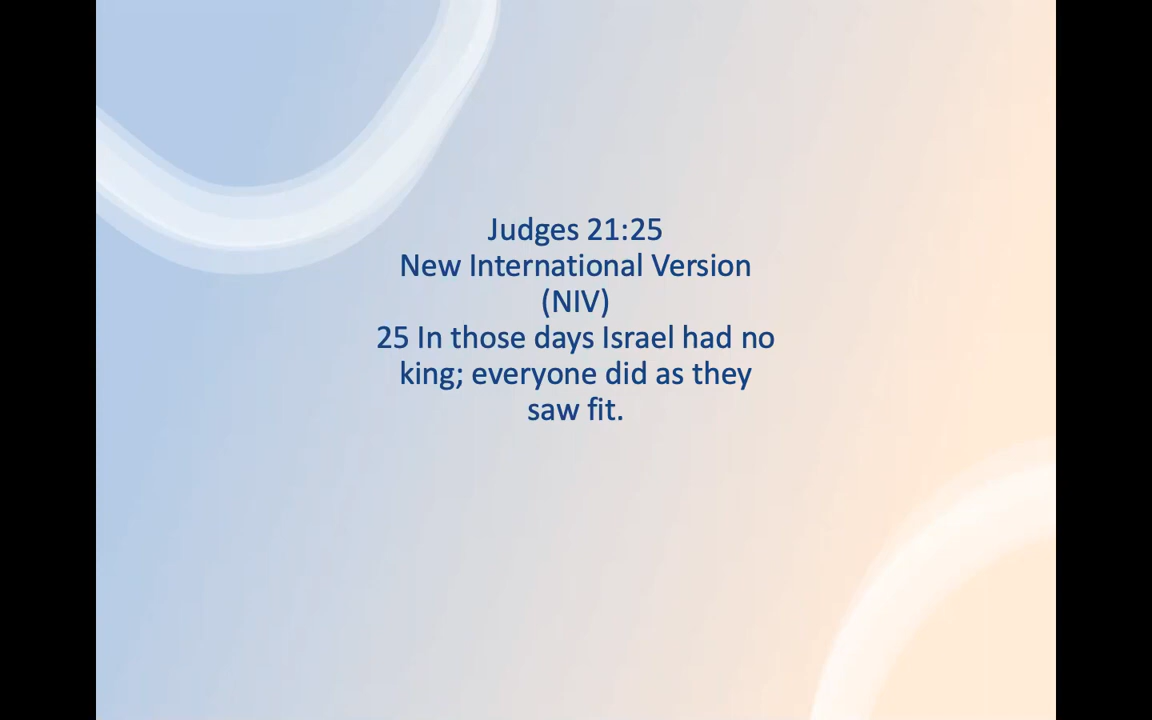 Judges 21:25
New International Version
(NIV)
25 In those days Israel had no
king; everyone did as they
saw fit.